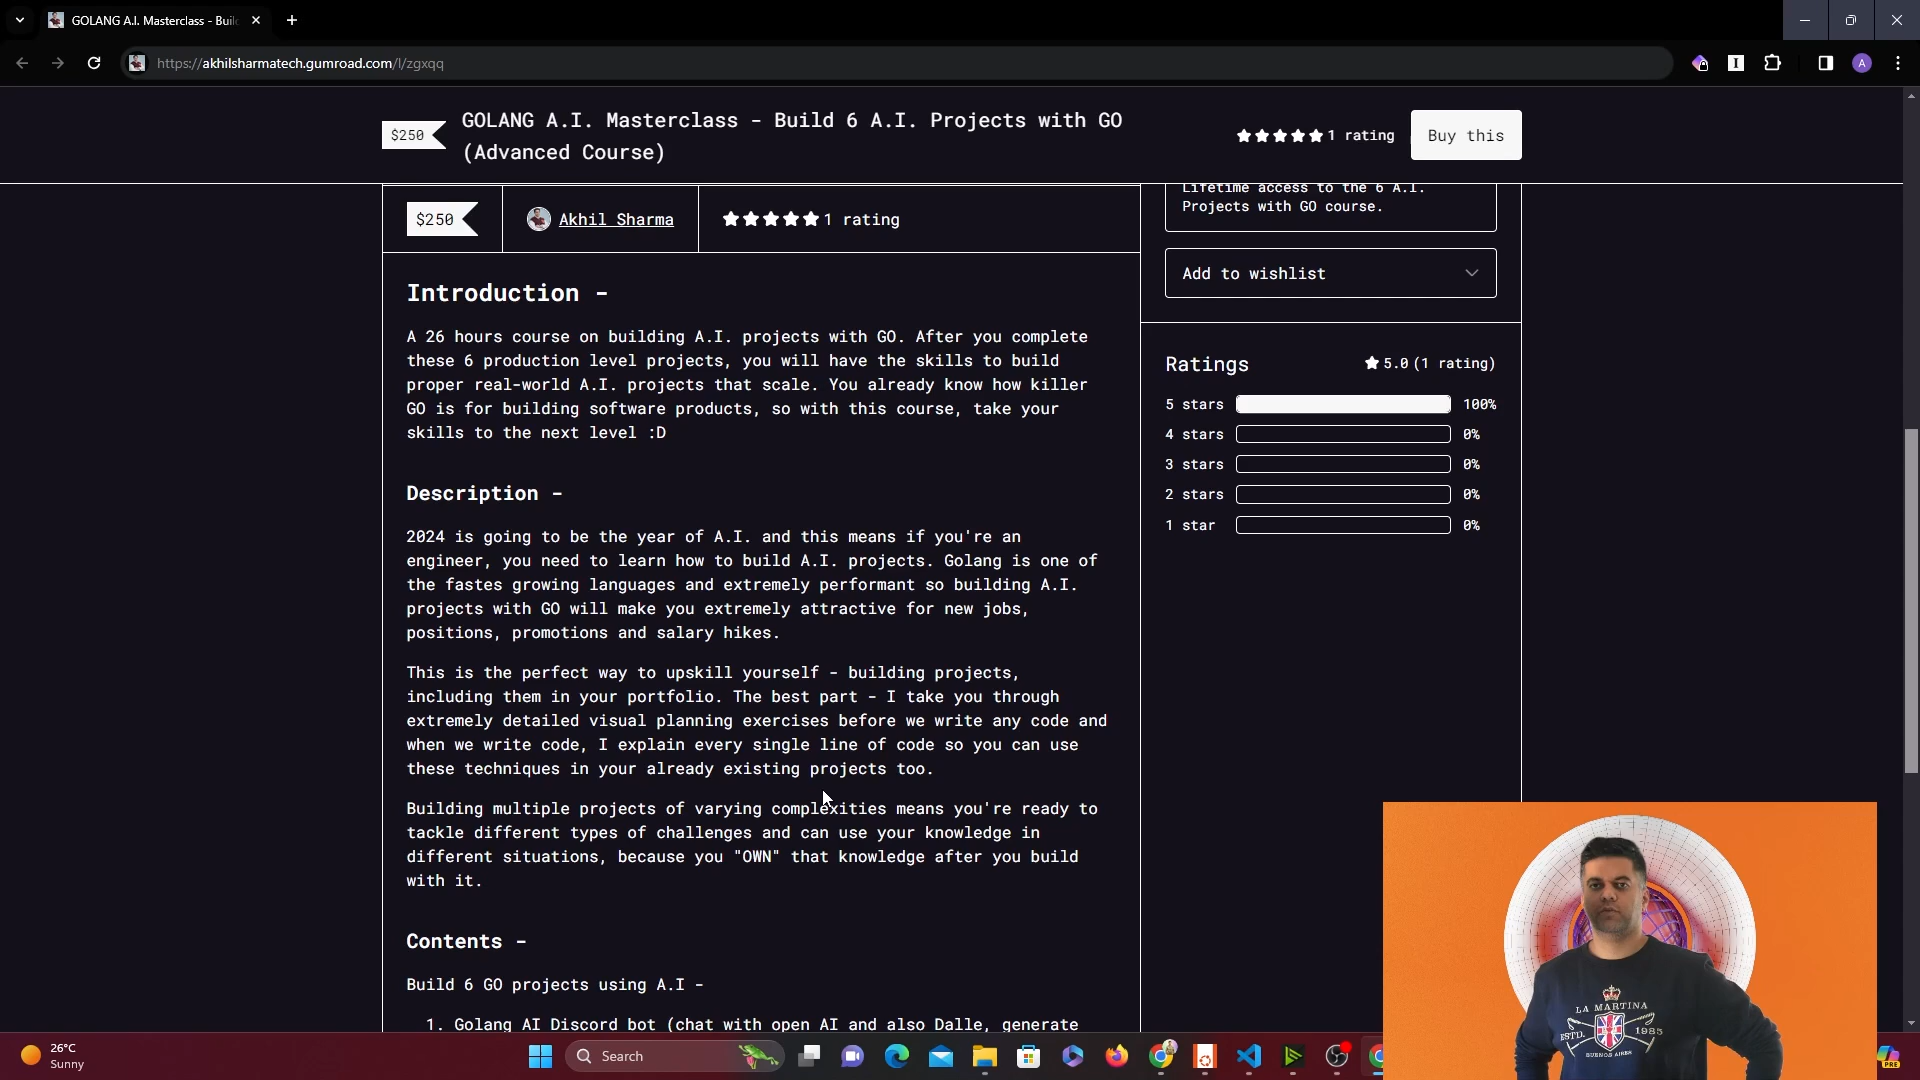 GOLANG A.I. Masterclass - Buil
https://akhilsharmatech.gumroad.com/l/zgxqq
A
$250
GOLANG A.I. Masterclass - Build 6 A.I. Projects with GO
(Advanced Course)
1 rating
Buy this
$250
Akhil Sharma
1 rating
Lifetime access to the 6 A.I.
Projects with GO course.
Add to wishlist
Introduction -
A 26 hours course on building A.I. projects with GO. After you complete
these 6 production level projects, you will have the skills to build
proper real-world A.I. projects that scale. You already know how killer
GO is for building software products, so with this course, take your
skills to the next level :D
Ratings
5.0 (1 rating)
5 stars 100%
4 stars 0%
3 stars 0%
2 stars 0%
1 star 0%
Description -
2024 is going to be the year of A.I. and this means if you're an
engineer, you need to learn how to build A.I. projects. Golang is one of
the fastes growing languages and extremely performant so building A.I.
projects with GO will make you extremely attractive for new jobs,
positions, promotions and salary hikes.
This is the perfect way to upskill yourself - building projects,
including them in your portfolio. The best part - I take you through
extremely detailed visual planning exercises before we write any code and
when we write code, I explain every single line of code so you can use
these techniques in your already existing projects too.
Building multiple projects of varying complexities means you're ready to
tackle different types of challenges and can use your knowledge in
different situations, because you "OWN" that knowledge after you build
with it.
Contents -
Build 6 GO projects using A.I -
1. Golang AI Discord bot (chat with open AI and also Dalle, generate
LA MARTINA
ESTD. 1985
BUENOS AIRES
26°C
Sunny
Search
PRE